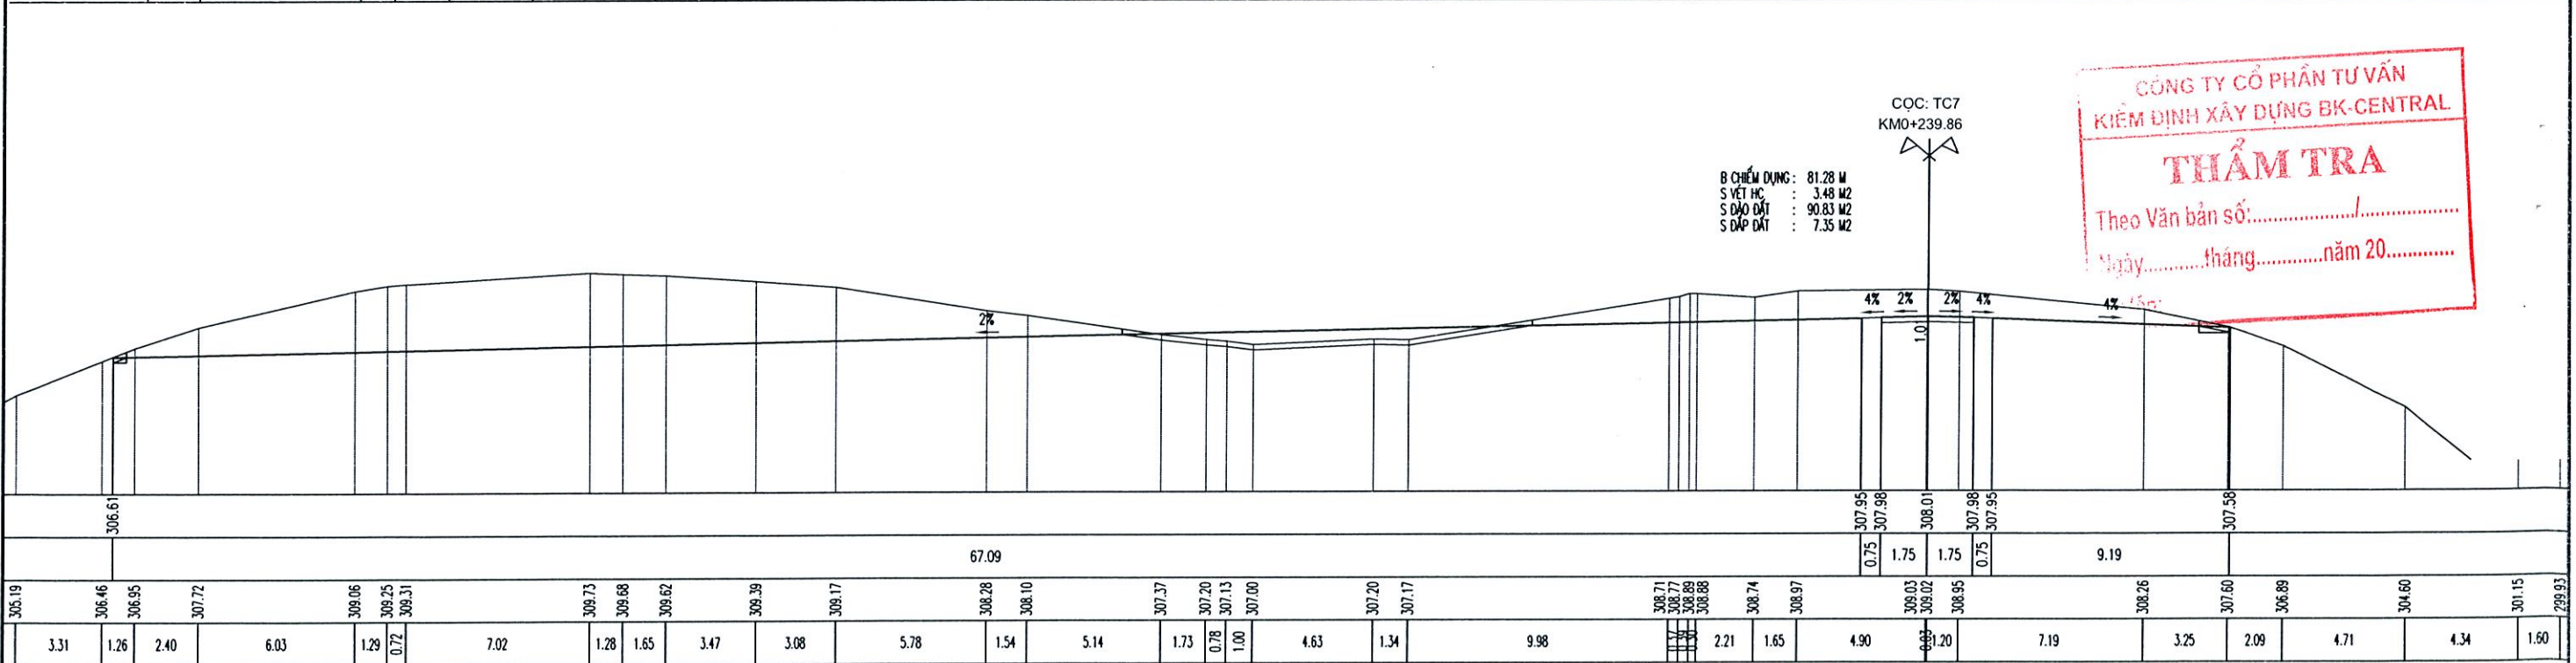 CỌC: TC7
KM0+239.86
B CHIẾM DỤNG : 81.28 M
S VÉT HC : 3.48 M2
S ĐÀO ĐẤT : 90.83 M2
S ĐẮP ĐẤT : 7.35 M2
CÔNG TY CỔ PHẦN TƯ VẤN
KIỂM ĐỊNH XÂY DỰNG BK-CENTRAL
THẨM TRA
Theo Văn bản số:..................../...................
Ngày............tháng.............năm 20.............
2% 4% 2% 2% 4% 4%
1.0
306.61 307.95 307.98 308.01 307.98 307.95 307.58
67.09 0.75 1.75 1.75 0.75 9.19
305.19 306.46 306.95 307.72 309.06 309.25 309.31 309.73 309.68 309.62 309.39 309.17 308.28 308.10 307.37 307.20 307.13 307.00 307.20 307.17 308.71 308.77 308.89 308.88 308.74 308.97 309.03 309.02 308.95 308.26 307.60 306.89 304.60 301.15 299.93
3.31 1.26 2.40 6.03 1.29 0.72 7.02 1.28 1.65 3.47 3.08 5.78 1.54 5.14 1.73 0.78 1.00 4.63 1.34 9.98 2.21 1.65 4.90 1.20 7.19 3.25 2.09 4.71 4.34 1.60